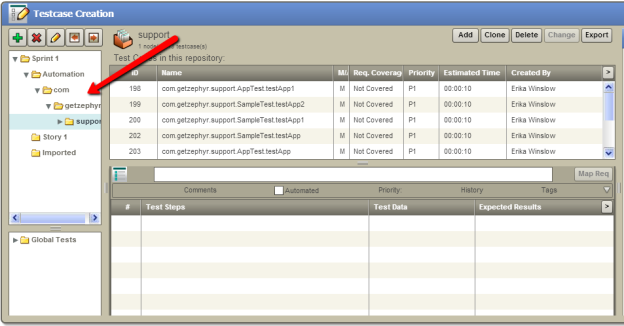 Testcase Creation
support
Add Clone Delete Change Export
Test Cases in this repository:
ID Name M/ Req. Coverag Priority Estimated Time Created By >
198 com.getzephyr.support.AppTest.testApp1 M Not Covered P1 00:00:10 Erika Winslow
199 com.getzephyr.support.SampleTest.testApp2 M Not Covered P1 00:00:10 Erika Winslow
200 com.getzephyr.support.SampleTest.testApp1 M Not Covered P1 00:00:10 Erika Winslow
202 com.getzephyr.support.SampleTest.testApp M Not Covered P1 00:00:10 Erika Winslow
203 com.getzephyr.support.AppTest.testApp M Not Covered P1 00:00:10 Erika Winslow
Sprint 1
Automation
com
getzephyr
suppor
Story 1
Imported
Global Tests
Map Req
Comments Automated Priority: History Tags
# Test Steps Test Data Expected Results >